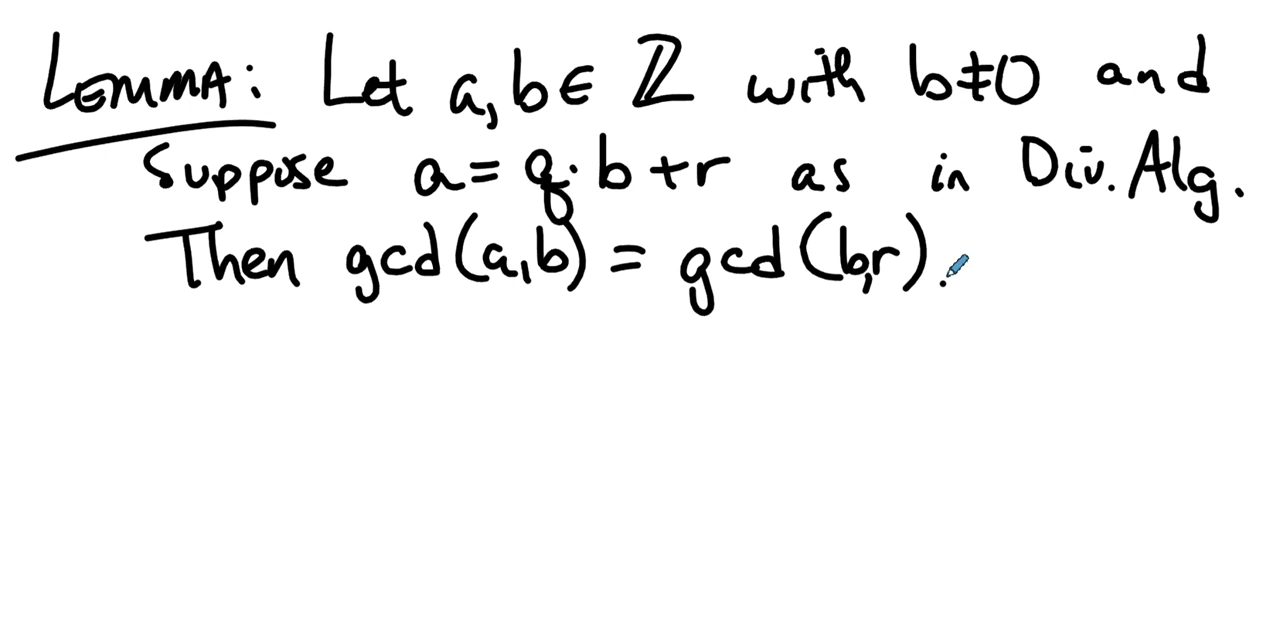 LEMMA: Let a, b ∈ ℤ with b≠0 and
Suppose a = q·b + r as in Div. Alg.
Then gcd(a,b) = gcd(b,r).